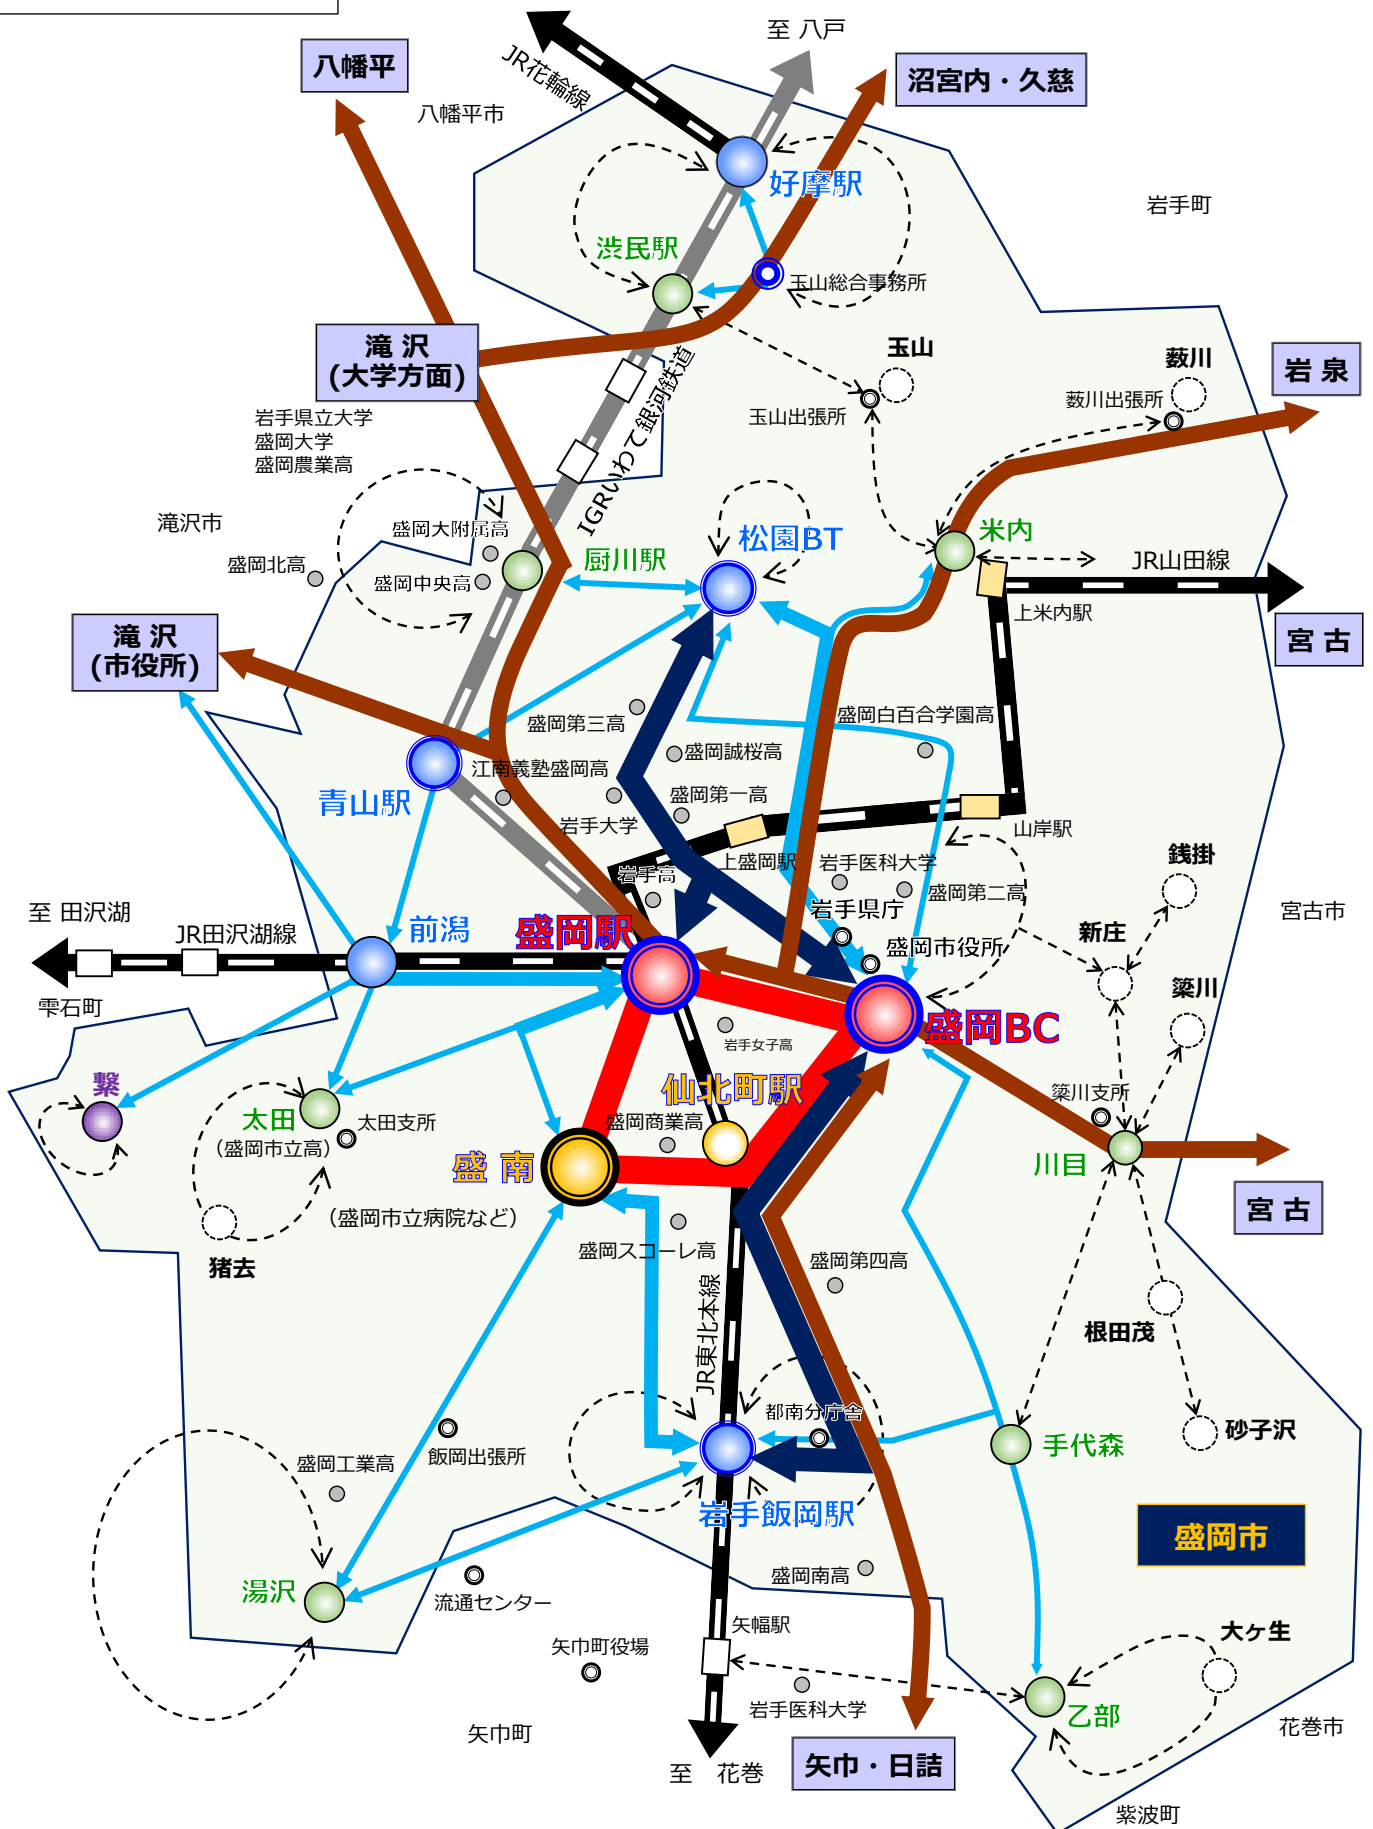 至 八戸
八幡平
沼宮内・久慈
JR花輪線
八幡平市
好摩駅
岩手町
渋民駅
玉山総合事務所
滝 沢
(大学方面)
玉山
薮川
岩 泉
IGRいわて銀河鉄道
玉山出張所
薮川出張所
岩手県立大学
盛岡大学
盛岡農業高
滝沢市
盛岡大附属高
松園BT
米内
盛岡北高
盛岡中央高
厨川駅
JR山田線
上米内駅
滝 沢
(市役所)
宮 古
盛岡第三高
盛岡白百合学園高
盛岡誠桜高
江南義塾盛岡高
青山駅
盛岡第一高
岩手大学
山岸駅
上盛岡駅
岩手医科大学
銭掛
岩手高
盛岡第二高
至 田沢湖
JR田沢湖線
前潟
盛岡駅
岩手県庁
盛岡市役所
新庄
宮古市
雫石町
簗川
盛岡BC
岩手女子高
繋
仙北町駅
簗川支所
太田
太田支所
(盛岡市立高)
盛岡商業高
盛 南
川目
宮 古
(盛岡市立病院など)
猪去
盛岡スコーレ高
盛岡第四高
JR東北本線
根田茂
都南分庁舎
砂子沢
手代森
飯岡出張所
盛岡工業高
岩手飯岡駅
盛岡市
盛岡南高
湯沢
流通センター
矢幅駅
大ヶ生
矢巾町役場
岩手医科大学
乙部
矢巾町
花巻市
至 花巻
矢巾・日詰
紫波町